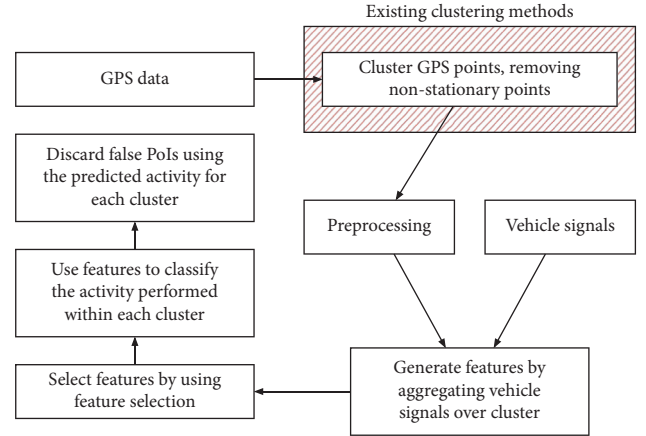 Existing clustering methods
GPS data
Cluster GPS points, removing
non-stationary points
Discard false PoIs using
the predicted activity for
each cluster
Preprocessing
Vehicle signals
Use features to classify
the activity performed
within each cluster
Generate features by
aggregating vehicle
signals over cluster
Select features by using
feature selection